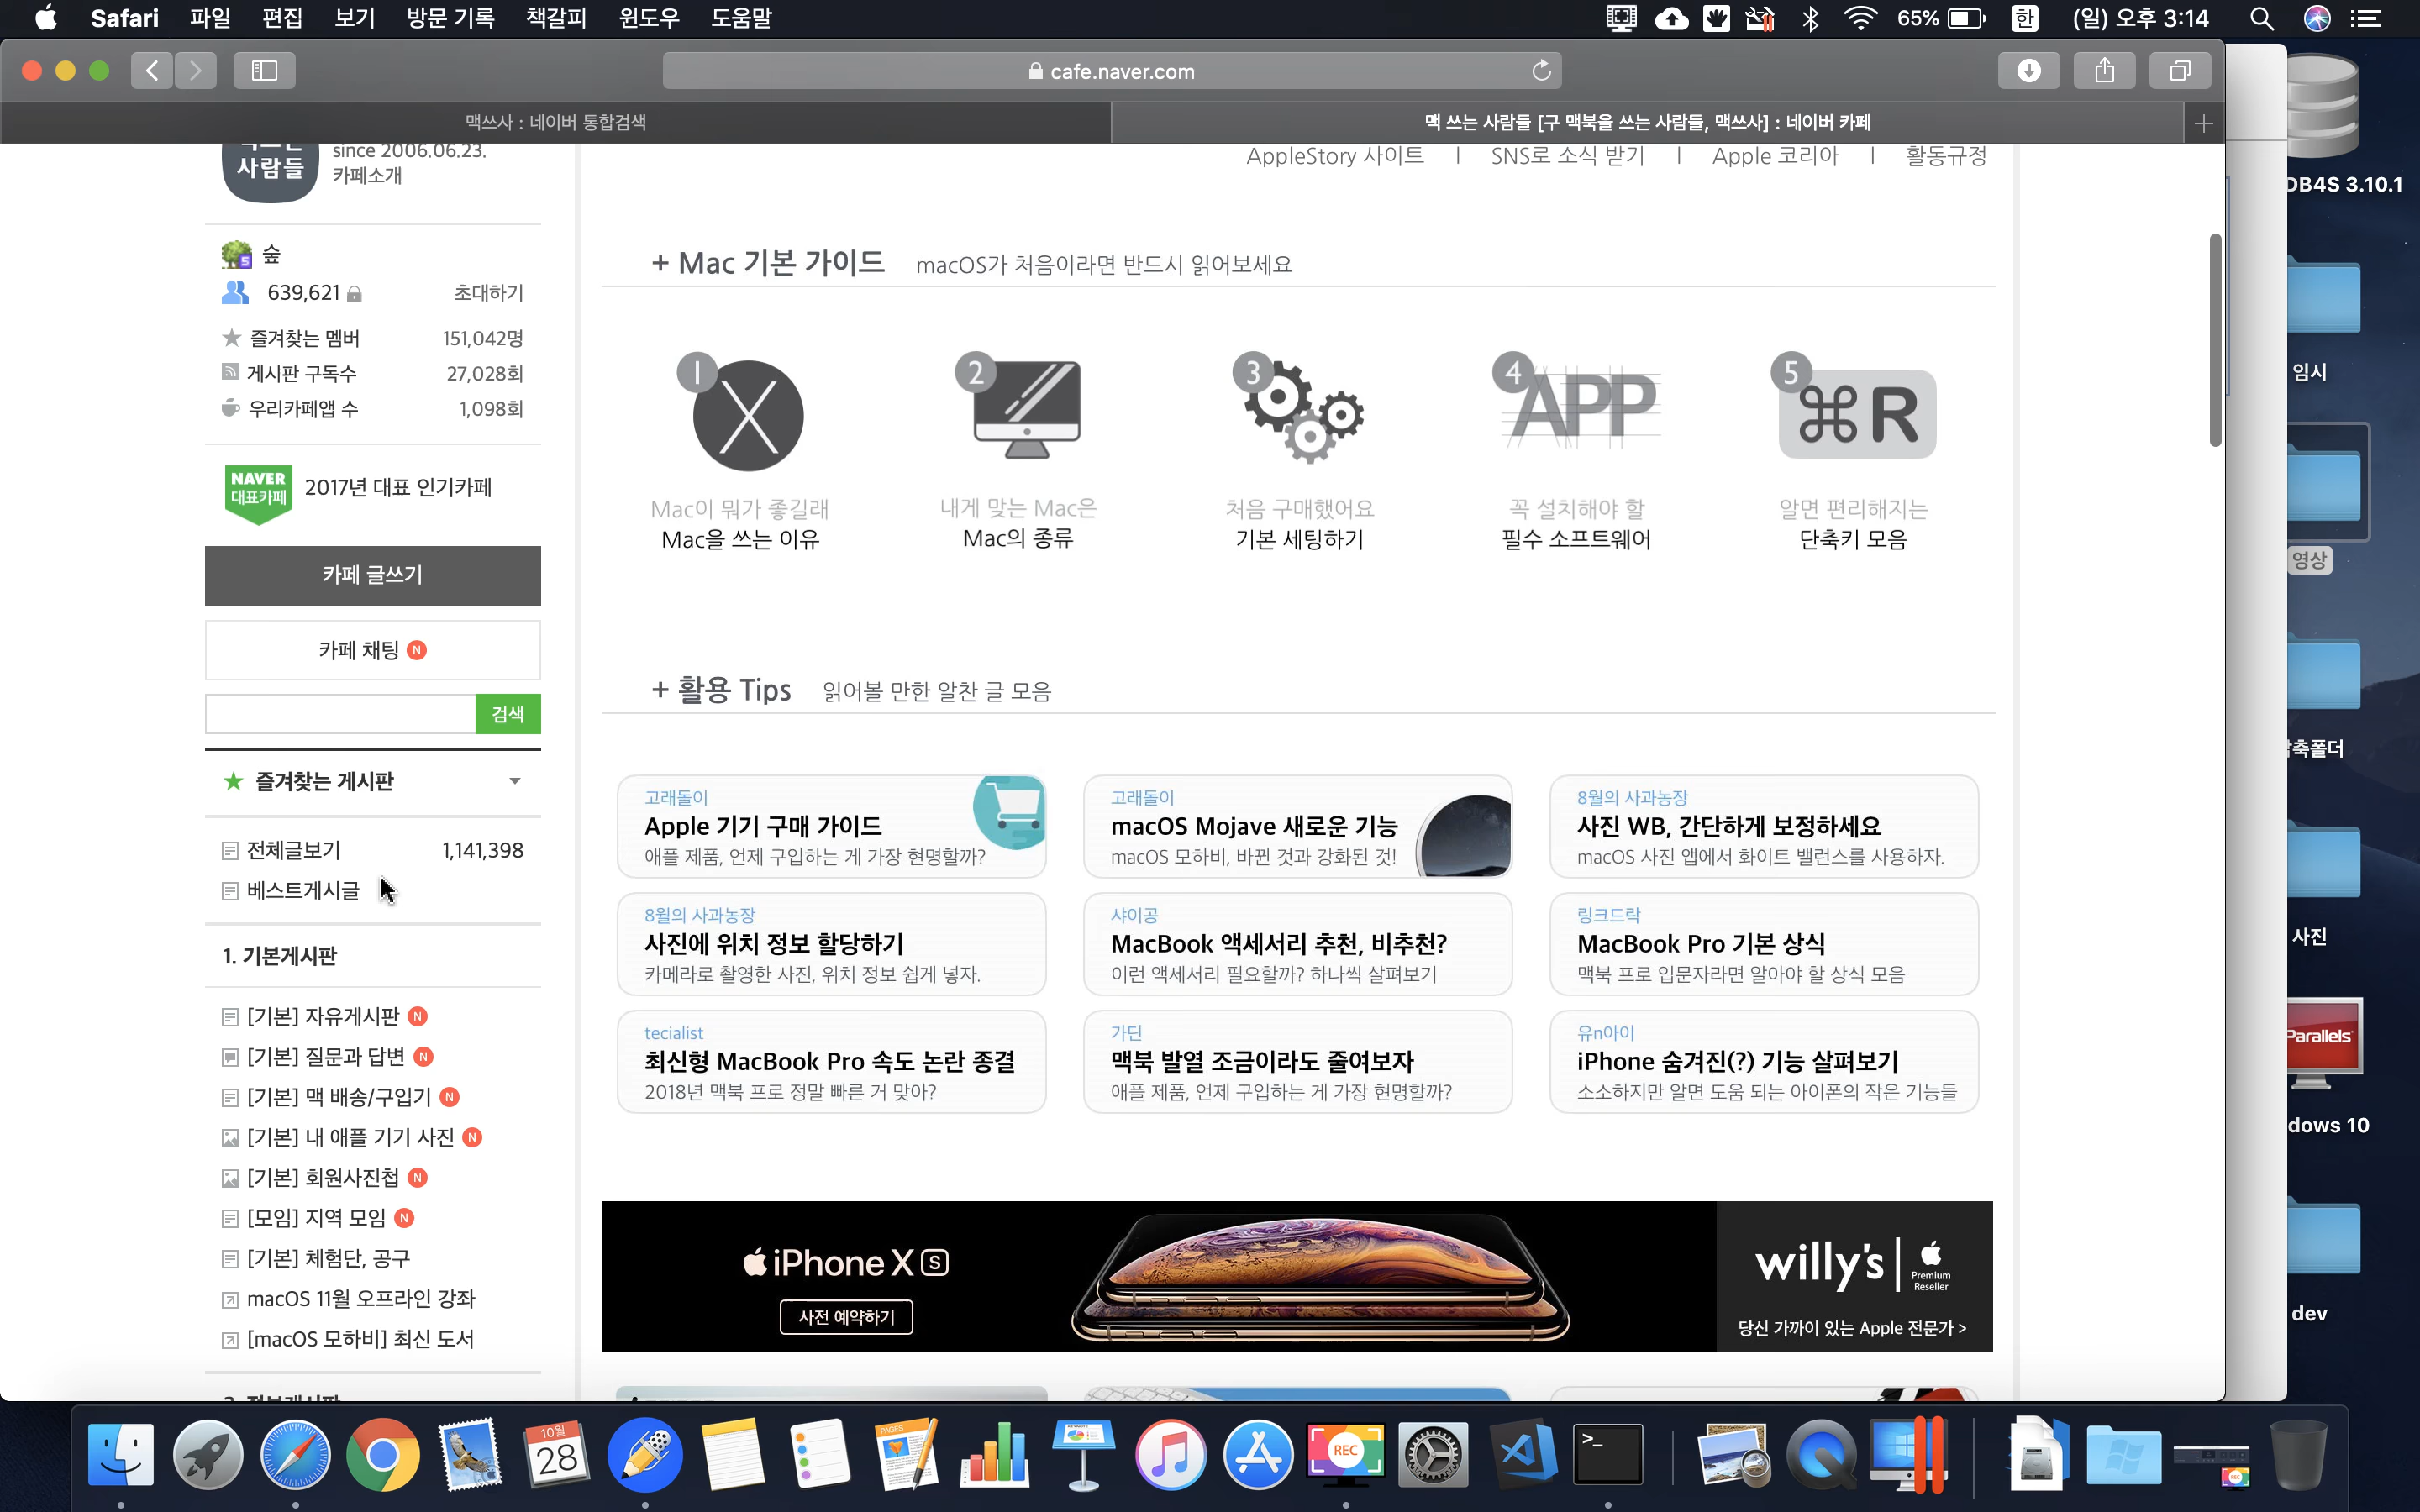 Safari 파일 편집 보기 방문 기록 책갈피 윈도우 도움말 65% 한 (일) 오후 3:14
cafe.naver.com
맥쓰사 : 네이버 통합검색
맥 쓰는 사람들 [구 맥북을 쓰는 사람들, 맥쓰사] : 네이버 카페
사람들
since 2006.06.23.
카페소개
숲
639,621 초대하기
즐겨찾는 멤버 151,042명
게시판 구독수 27,028회
우리카페앱 수 1,098회
NAVER
대표카페
2017년 대표 인기카페
카페 글쓰기
카페 채팅 N
검색
즐겨찾는 게시판
전체글보기 1,141,398
베스트게시글
1. 기본게시판
[기본] 자유게시판 N
[기본] 질문과 답변 N
[기본] 맥 배송/구입기 N
[기본] 내 애플 기기 사진 N
[기본] 회원사진첩 N
[모임] 지역 모임 N
[기본] 체험단, 공구
macOS 11월 오프라인 강좌
[macOS 모하비] 최신 도서
AppleStory 사이트 | SNS로 소식 받기 | Apple 코리아 | 활동규정
+ Mac 기본 가이드 macOS가 처음이라면 반드시 읽어보세요
1 X
2
3
4 APP
5 ⌘ R
Mac이 뭐가 좋길래
Mac을 쓰는 이유
내게 맞는 Mac은
Mac의 종류
처음 구매했어요
기본 세팅하기
꼭 설치해야 할
필수 소프트웨어
알면 편리해지는
단축키 모음
+ 활용 Tips 읽어볼 만한 알찬 글 모음
고래돌이
Apple 기기 구매 가이드
애플 제품, 언제 구입하는 게 가장 현명할까?
고래돌이
macOS Mojave 새로운 기능
macOS 모하비, 바뀐 것과 강화된 것!
8월의 사과농장
사진 WB, 간단하게 보정하세요
macOS 사진 앱에서 화이트 밸런스를 사용하자.
8월의 사과농장
사진에 위치 정보 할당하기
카메라로 촬영한 사진, 위치 정보 쉽게 넣자.
샤이공
MacBook 액세서리 추천, 비추천?
이런 액세서리 필요할까? 하나씩 살펴보기
링크드락
MacBook Pro 기본 상식
맥북 프로 입문자라면 알아야 할 상식 모음
tecialist
최신형 MacBook Pro 속도 논란 종결
2018년 맥북 프로 정말 빠른 거 맞아?
가딘
맥북 발열 조금이라도 줄여보자
애플 제품, 언제 구입하는 게 가장 현명할까?
유n아이
iPhone 숨겨진(?) 기능 살펴보기
소소하지만 알면 도움 되는 아이폰의 작은 기능들
iPhone XS
사전 예약하기
willy's
Premium
Reseller
당신 가까이 있는 Apple 전문가 >
DB4S 3.10.1
임시
영상
축폴더
사진
Parallels
dows 10
dev
10월
28
PAGES
REC
>_